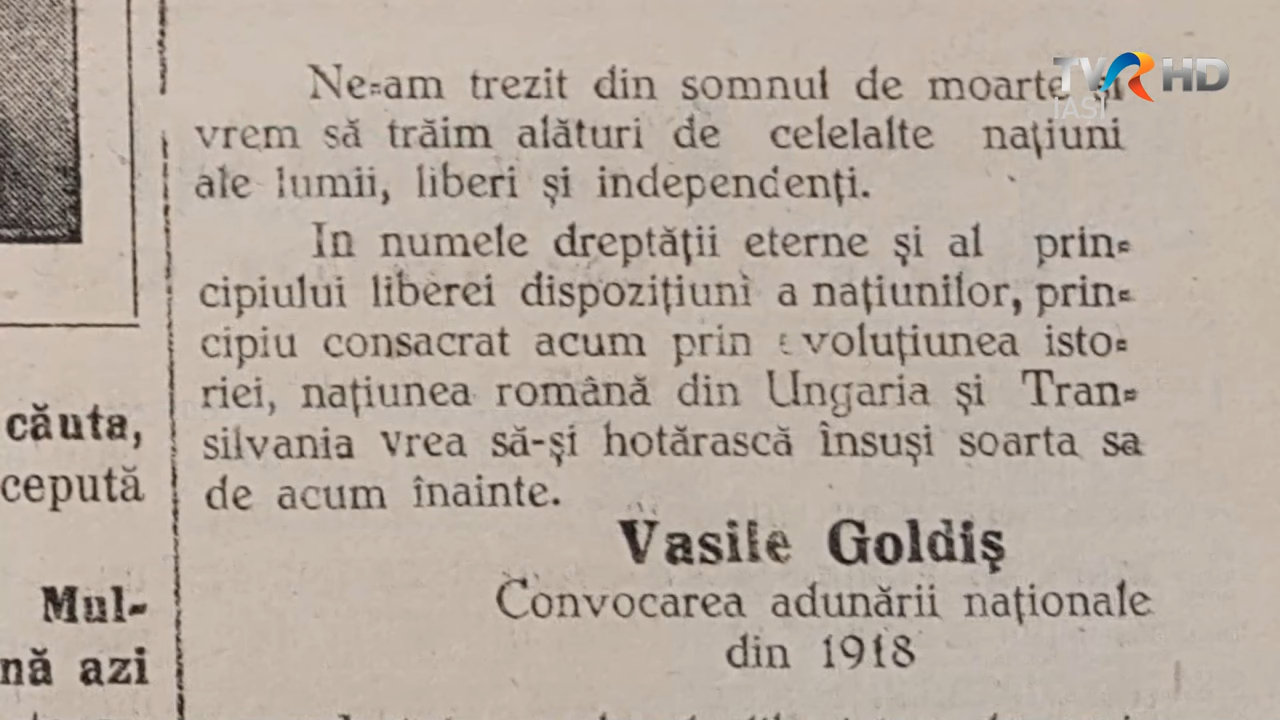 TVR HD
IAȘI
Ne-am trezit din somnul de moarte și
vrem să trăim alături de celelalte națiuni
ale lumii, liberi și independenți.
In numele dreptății eterne și al prin-
cipiului liberei dispozițiuni a națiunilor, prin-
cipiu consacrat acum prin evoluțiunea isto-
riei, națiunea română din Ungaria și Tran-
silvania vrea să-și hotărască însuși soarta sa
de acum înainte.
Vasile Goldiș
Convocarea adunării naționale
din 1918
căuta,
cepută
Mul-
nă azi